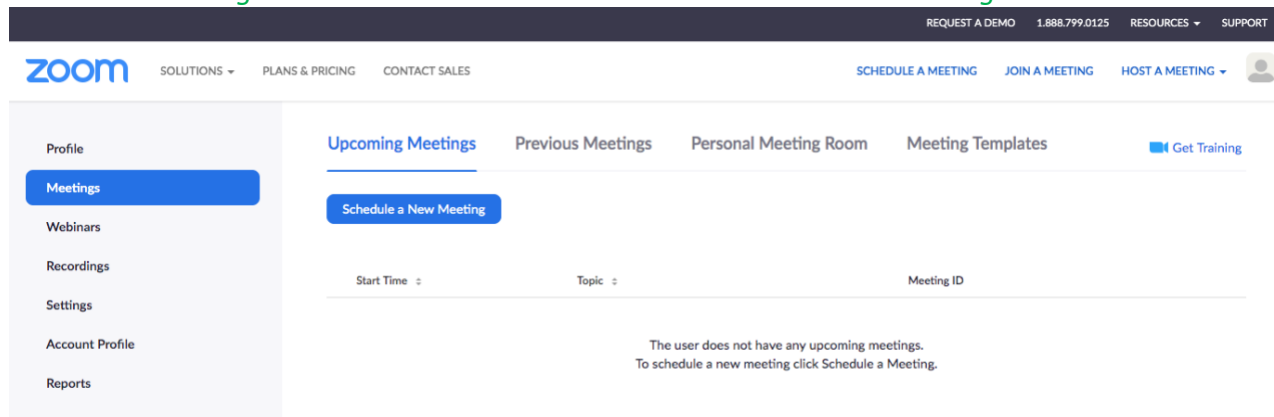 REQUEST A DEMO 1.888.799.0125 RESOURCES SUPPORT
zoom SOLUTIONS PLANS & PRICING CONTACT SALES SCHEDULE A MEETING JOIN A MEETING HOST A MEETING
Profile
Meetings
Webinars
Recordings
Settings
Account Profile
Reports
Upcoming Meetings Previous Meetings Personal Meeting Room Meeting Templates Get Training
Schedule a New Meeting
Start Time Topic Meeting ID
The user does not have any upcoming meetings.
To schedule a new meeting click Schedule a Meeting.